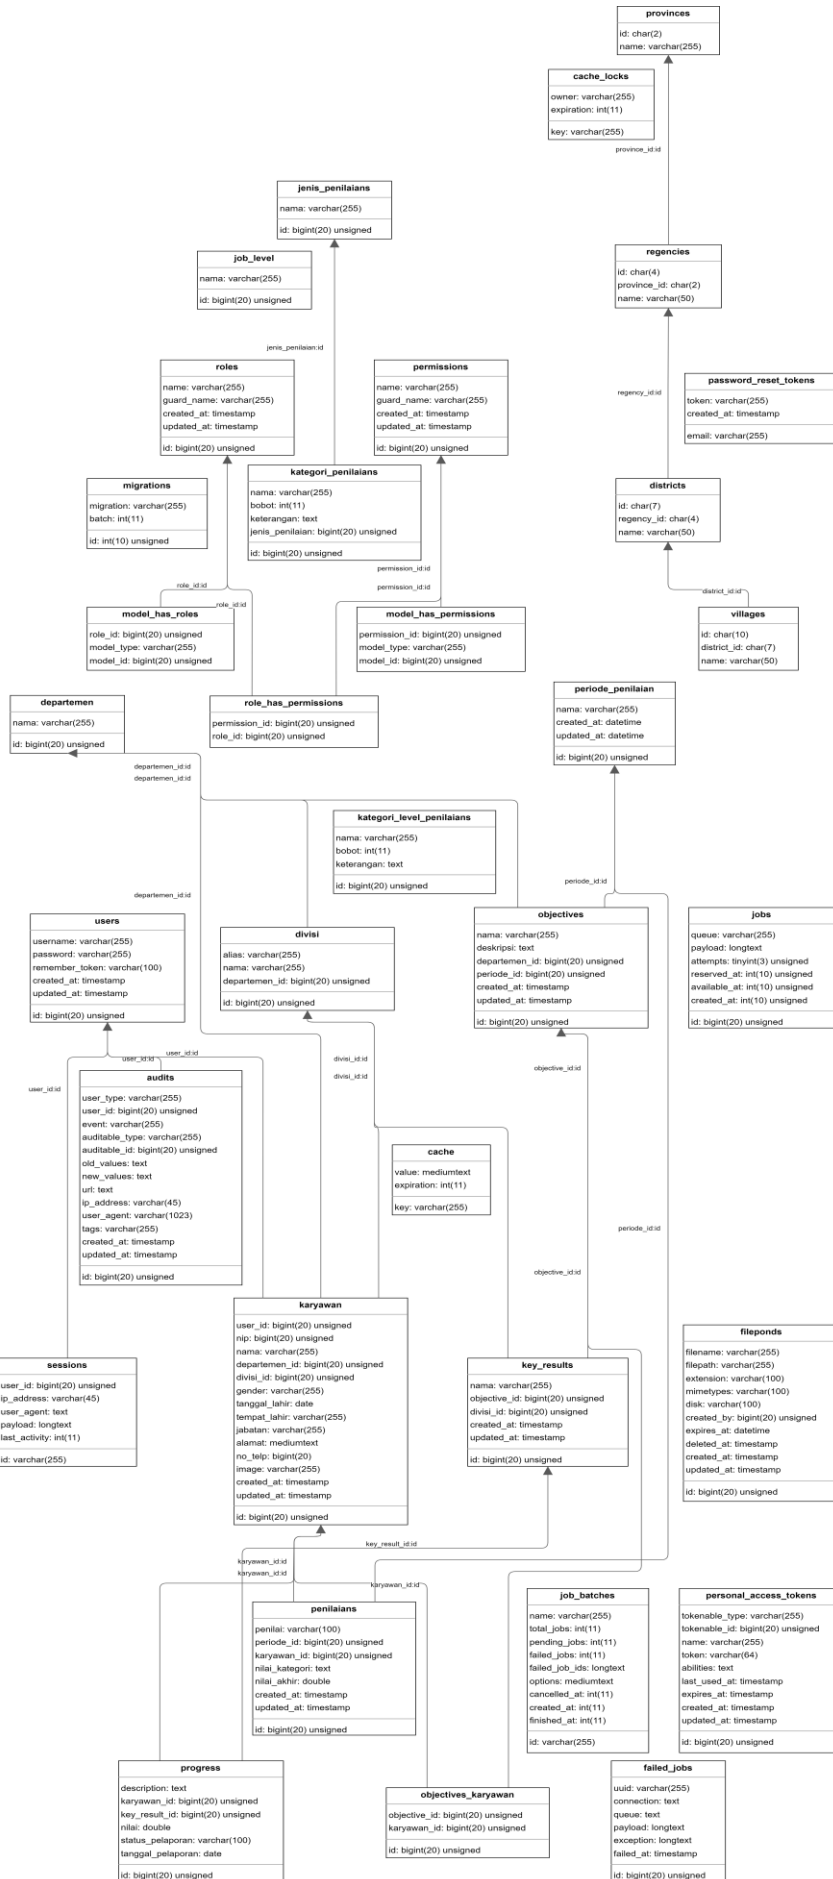 provinces
id: char(2)
name: varchar(255)
cache_locks
owner: varchar(255)
expiration: int(11)
key: varchar(255)
province_id:id
jenis_penilaians
nama: varchar(255)
id: bigint(20) unsigned
job_level
nama: varchar(255)
id: bigint(20) unsigned
regencies
id: char(4)
province_id: char(2)
name: varchar(50)
jenis_penilaian:id
roles
name: varchar(255)
guard_name: varchar(255)
created_at: timestamp
updated_at: timestamp
id: bigint(20) unsigned
permissions
name: varchar(255)
guard_name: varchar(255)
created_at: timestamp
updated_at: timestamp
id: bigint(20) unsigned
regency_id:id
password_reset_tokens
token: varchar(255)
created_at: timestamp
email: varchar(255)
kategori_penilaians
nama: varchar(255)
bobot: int(11)
keterangan: text
jenis_penilaian: bigint(20) unsigned
id: bigint(20) unsigned
migrations
migration: varchar(255)
batch: int(11)
id: int(10) unsigned
districts
id: char(7)
regency_id: char(4)
name: varchar(50)
permission_id:id
permission_id:id
role_id:id
role_id:id
district_id:id
model_has_roles
role_id: bigint(20) unsigned
model_type: varchar(255)
model_id: bigint(20) unsigned
model_has_permissions
permission_id: bigint(20) unsigned
model_type: varchar(255)
model_id: bigint(20) unsigned
villages
id: char(10)
district_id: char(7)
name: varchar(50)
departemen
nama: varchar(255)
id: bigint(20) unsigned
role_has_permissions
permission_id: bigint(20) unsigned
role_id: bigint(20) unsigned
periode_penilaian
nama: varchar(255)
created_at: datetime
updated_at: datetime
id: bigint(20) unsigned
departemen_id:id
departemen_id:id
kategori_level_penilaians
nama: varchar(255)
bobot: int(11)
keterangan: text
id: bigint(20) unsigned
departemen_id:id
periode_id:id
users
username: varchar(255)
password: varchar(255)
remember_token: varchar(100)
created_at: timestamp
updated_at: timestamp
id: bigint(20) unsigned
divisi
alias: varchar(255)
nama: varchar(255)
departemen_id: bigint(20) unsigned
id: bigint(20) unsigned
objectives
nama: varchar(255)
deskripsi: text
departemen_id: bigint(20) unsigned
periode_id: bigint(20) unsigned
created_at: timestamp
updated_at: timestamp
id: bigint(20) unsigned
jobs
queue: varchar(255)
payload: longtext
attempts: tinyint(3) unsigned
reserved_at: int(10) unsigned
available_at: int(10) unsigned
created_at: int(10) unsigned
id: bigint(20) unsigned
user_id:id
user_id:id
user_id:id
divisi_id:id
divisi_id:id
objective_id:id
audits
user_type: varchar(255)
user_id: bigint(20) unsigned
event: varchar(255)
auditable_type: varchar(255)
auditable_id: bigint(20) unsigned
old_values: text
new_values: text
url: text
ip_address: varchar(45)
user_agent: varchar(1023)
tags: varchar(255)
created_at: timestamp
updated_at: timestamp
id: bigint(20) unsigned
cache
value: mediumtext
expiration: int(11)
key: varchar(255)
periode_id:id
objective_id:id
karyawan
user_id: bigint(20) unsigned
nip: bigint(20) unsigned
nama: varchar(255)
departemen_id: bigint(20) unsigned
divisi_id: bigint(20) unsigned
gender: varchar(255)
tanggal_lahir: date
tempat_lahir: varchar(255)
jabatan: varchar(255)
alamat: mediumtext
no_telp: bigint(20)
image: varchar(255)
created_at: timestamp
updated_at: timestamp
id: bigint(20) unsigned
sessions
user_id: bigint(20) unsigned
ip_address: varchar(45)
user_agent: text
payload: longtext
last_activity: int(11)
id: varchar(255)
key_results
nama: varchar(255)
objective_id: bigint(20) unsigned
divisi_id: bigint(20) unsigned
created_at: timestamp
updated_at: timestamp
id: bigint(20) unsigned
fileponds
filename: varchar(255)
filepath: varchar(255)
extension: varchar(100)
mimetypes: varchar(100)
disk: varchar(100)
created_by: bigint(20) unsigned
expires_at: datetime
deleted_at: timestamp
created_at: timestamp
updated_at: timestamp
id: bigint(20) unsigned
key_result_id:id
karyawan_id:id
karyawan_id:id
karyawan_id:id
penilaians
penilai: varchar(100)
periode_id: bigint(20) unsigned
karyawan_id: bigint(20) unsigned
nilai_kategori: text
nilai_akhir: double
created_at: timestamp
updated_at: timestamp
id: bigint(20) unsigned
job_batches
name: varchar(255)
total_jobs: int(11)
pending_jobs: int(11)
failed_jobs: int(11)
failed_job_ids: longtext
options: mediumtext
cancelled_at: int(11)
created_at: int(11)
finished_at: int(11)
id: varchar(255)
personal_access_tokens
tokenable_type: varchar(255)
tokenable_id: bigint(20) unsigned
name: varchar(255)
token: varchar(64)
abilities: text
last_used_at: timestamp
expires_at: timestamp
created_at: timestamp
updated_at: timestamp
id: bigint(20) unsigned
progress
description: text
karyawan_id: bigint(20) unsigned
key_result_id: bigint(20) unsigned
nilai: double
status_pelaporan: varchar(100)
tanggal_pelaporan: date
id: bigint(20) unsigned
objectives_karyawan
objective_id: bigint(20) unsigned
karyawan_id: bigint(20) unsigned
id: bigint(20) unsigned
failed_jobs
uuid: varchar(255)
connection: text
queue: text
payload: longtext
exception: longtext
failed_at: timestamp
id: bigint(20) unsigned